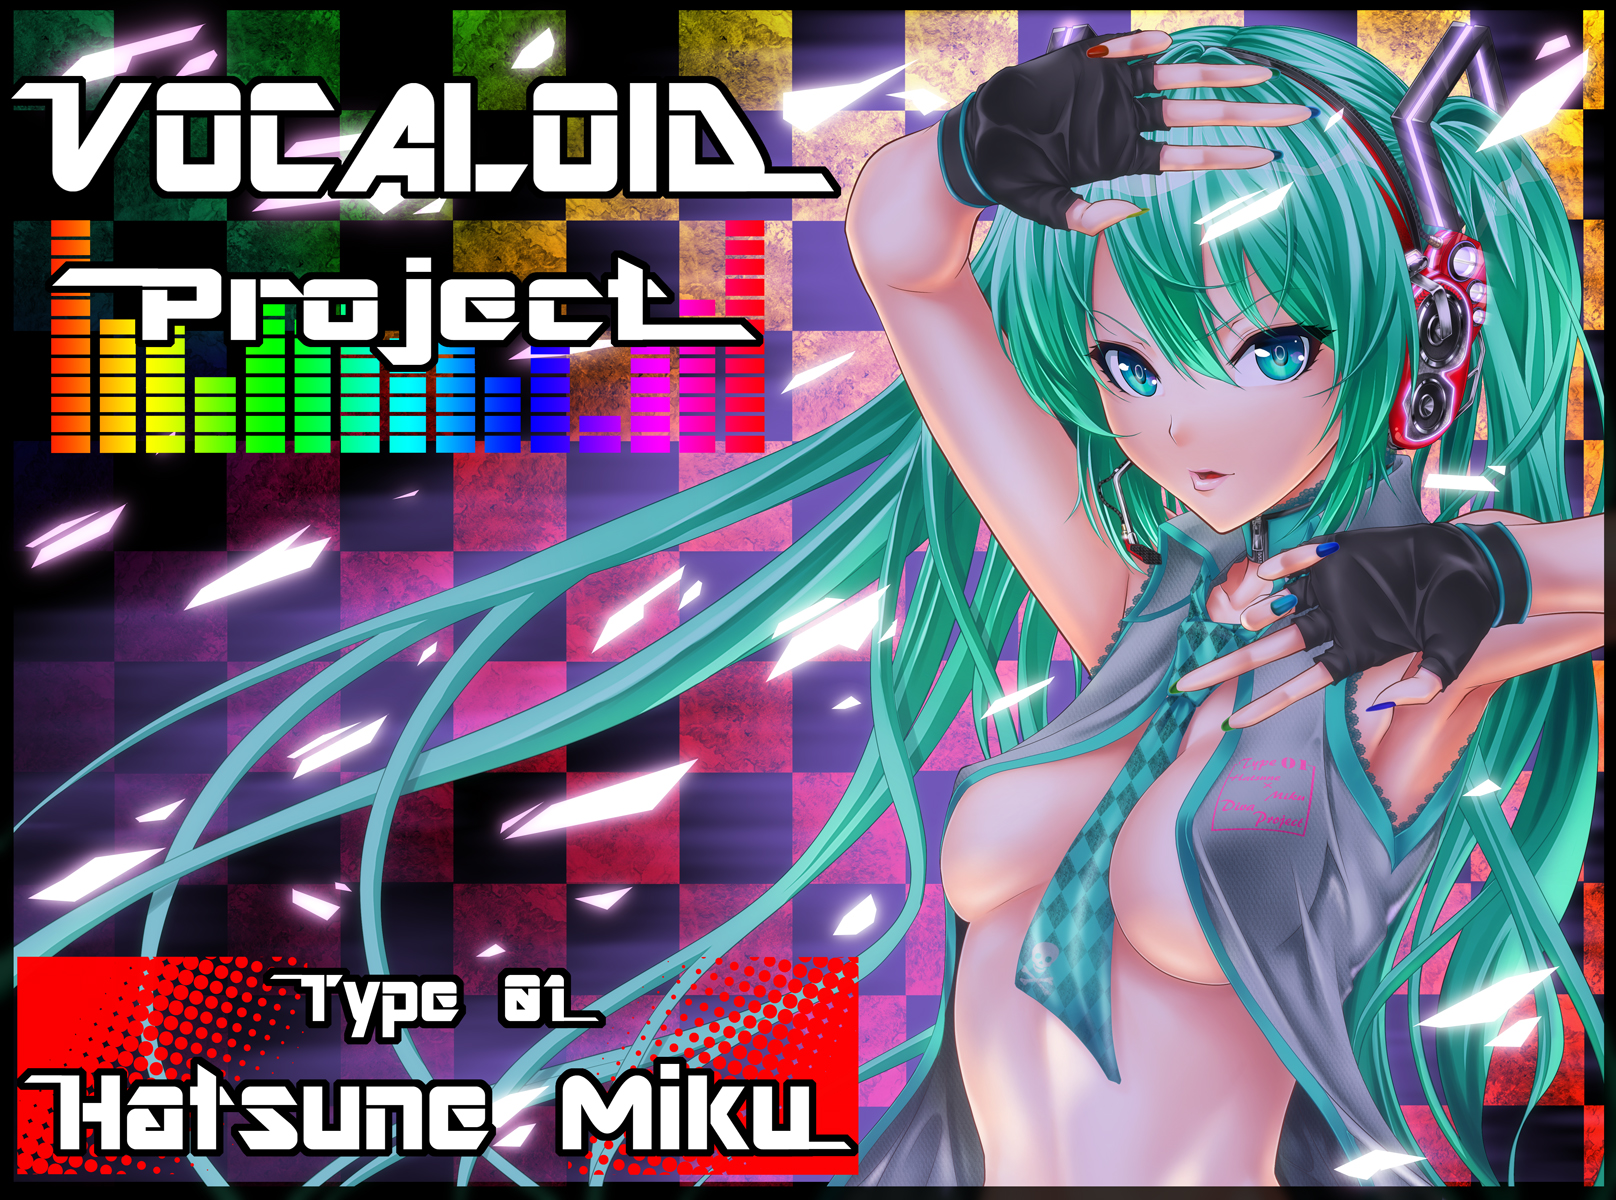 Vocaloid
Project
Type 01
Hatsune
×
Miku
Diva
Project
Type 01
Hatsune Miku